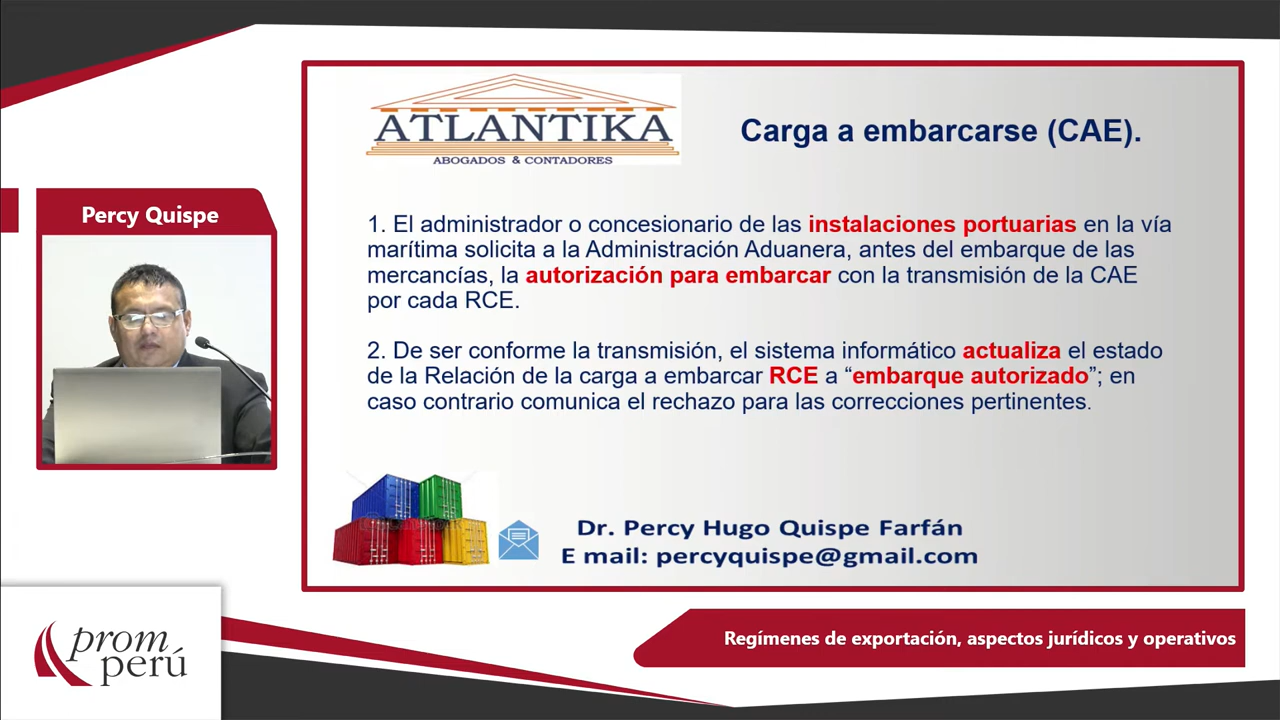 Percy Quispe
ATLANTIKA
ABOGADOS & CONTADORES
Carga a embarcarse (CAE).
1. El administrador o concesionario de las instalaciones portuarias en la vía
marítima solicita a la Administración Aduanera, antes del embarque de las
mercancías, la autorización para embarcar con la transmisión de la CAE
por cada RCE.
2. De ser conforme la transmisión, el sistema informático actualiza el estado
de la Relación de la carga a embarcar RCE a “embarque autorizado”; en
caso contrario comunica el rechazo para las correcciones pertinentes.
Dr. Percy Hugo Quispe Farfán
E mail: percyquispe@gmail.com
prom
perú
Regímenes de exportación, aspectos jurídicos y operativos